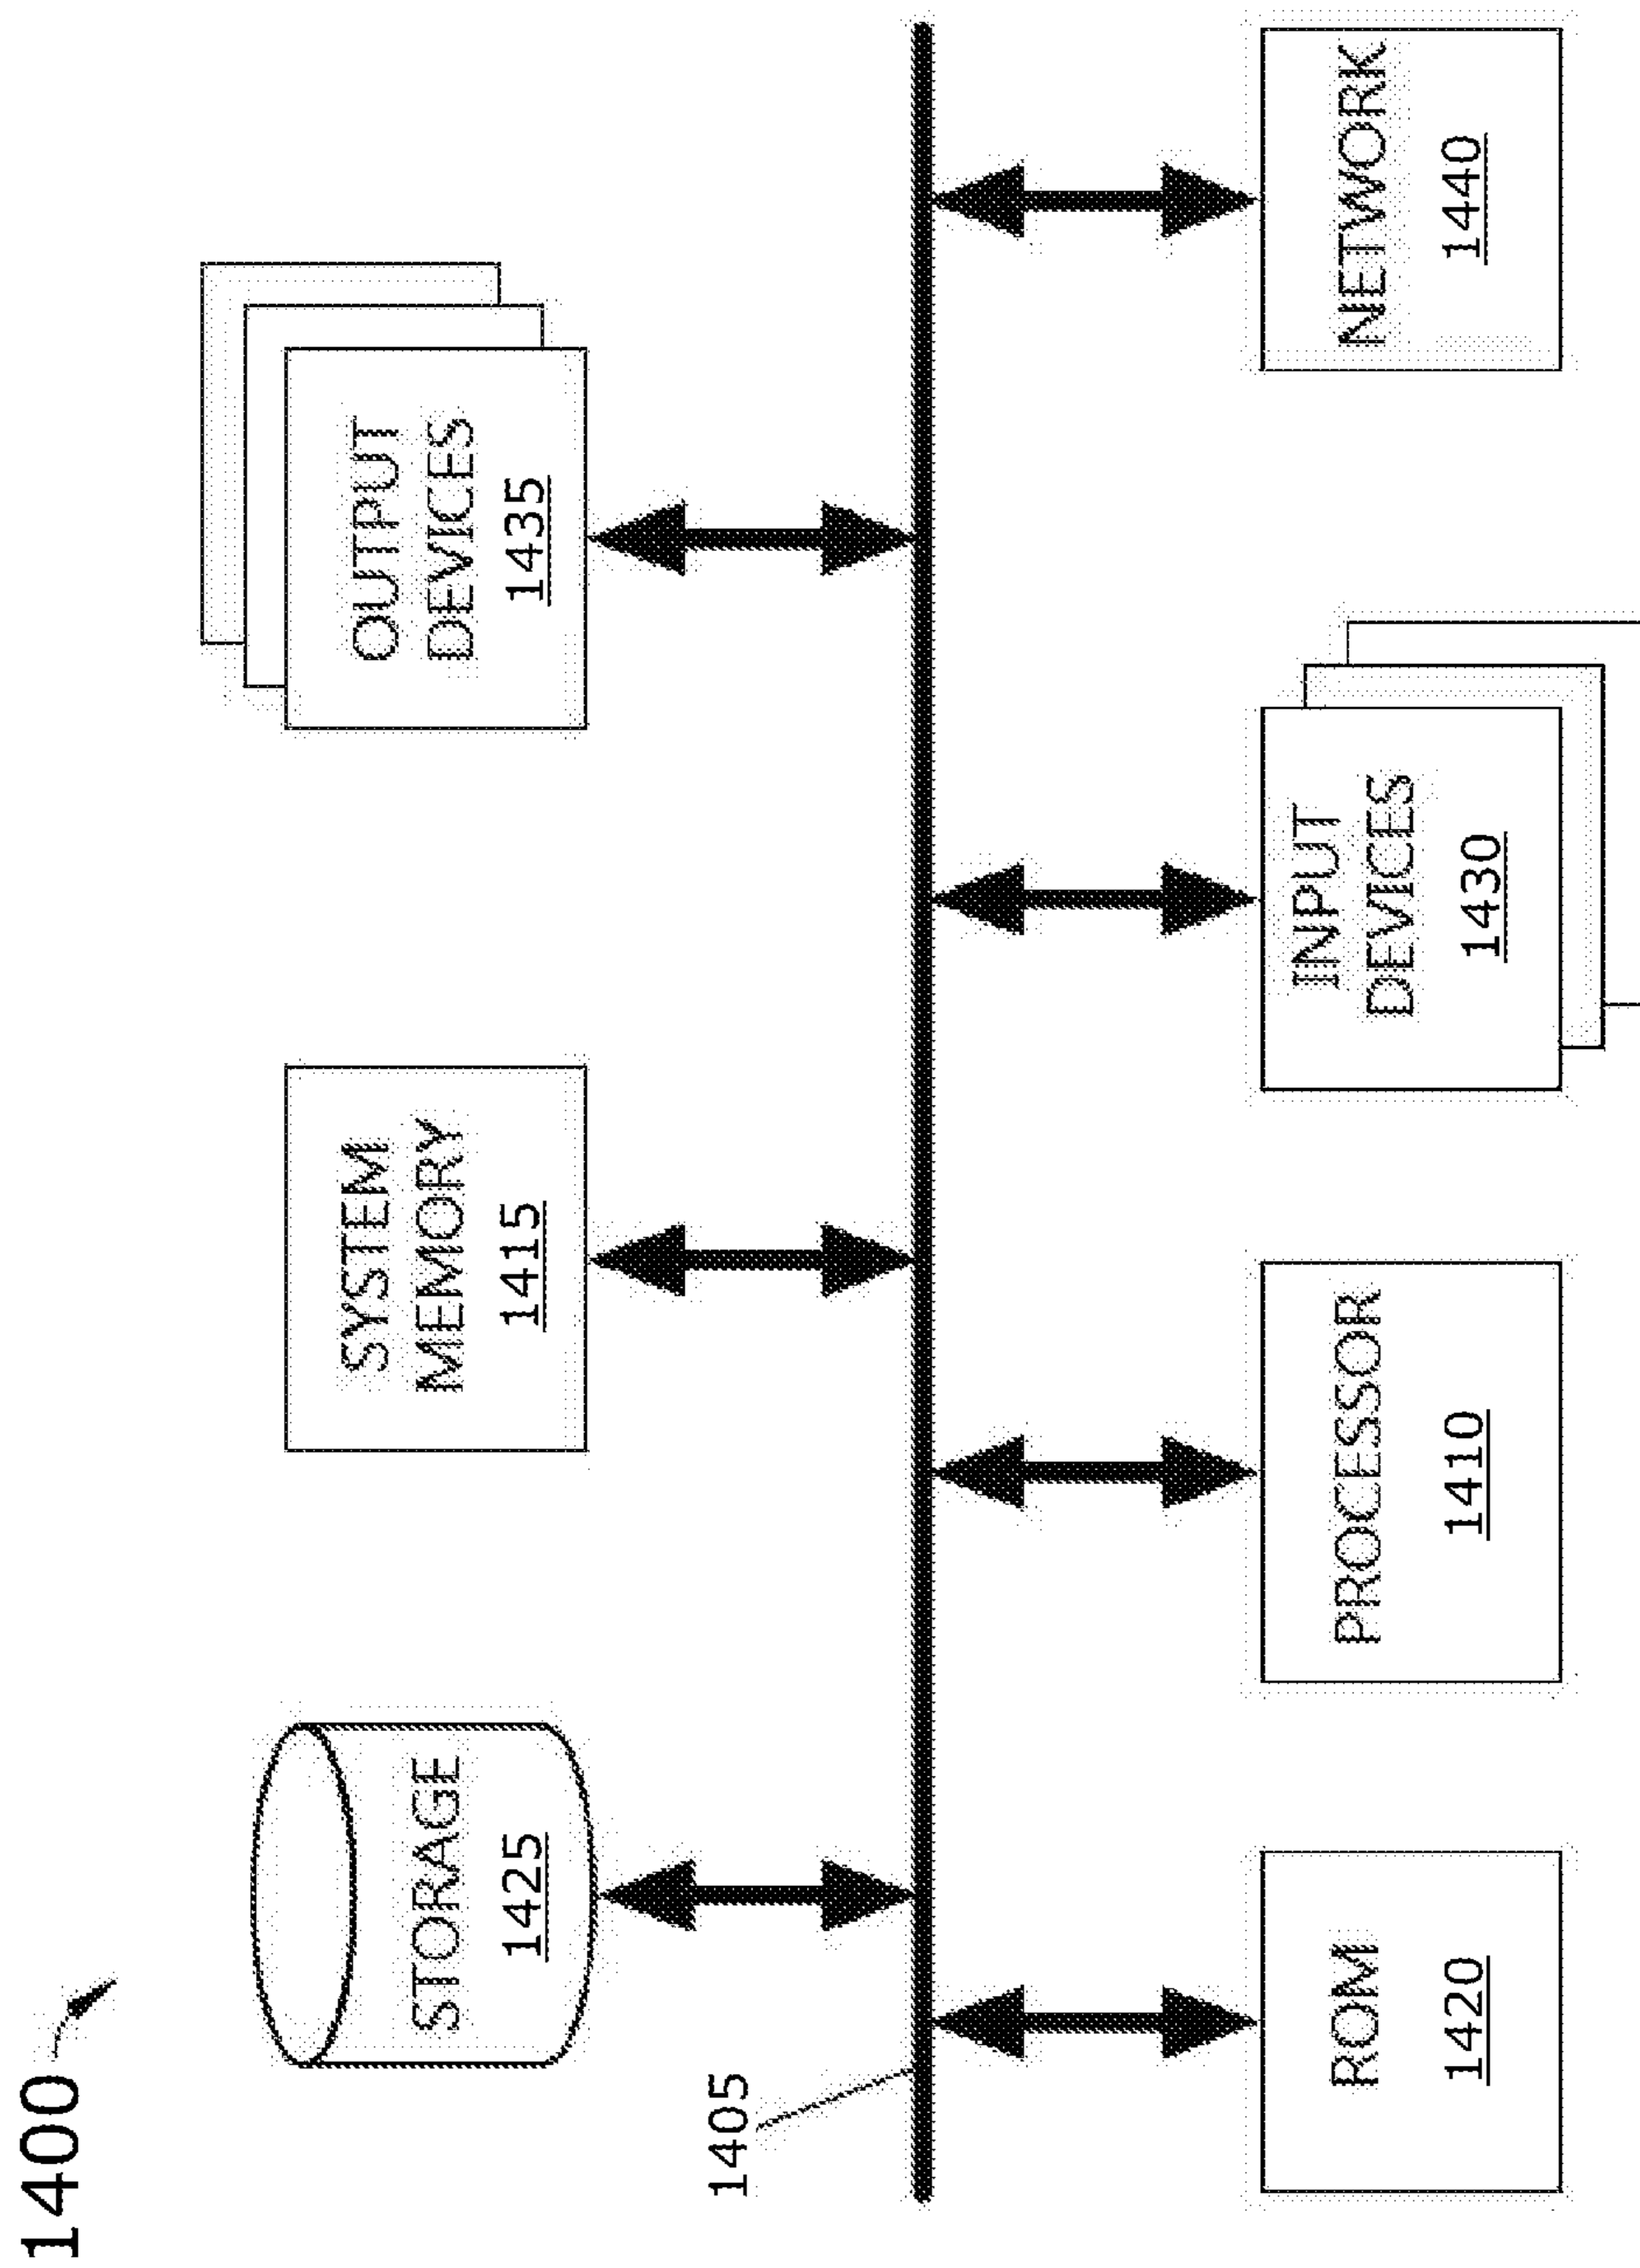 1400
STORAGE
1425
SYSTEM
MEMORY
1415
OUTPUT
DEVICES
1435
1405
ROM
1420
PROCESSOR
1410
INPUT
DEVICES
1430
NETWORK
1440